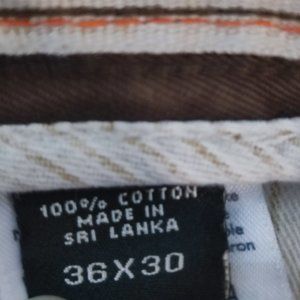 100% COTTON
MADE IN
SRI LANKA
36X30